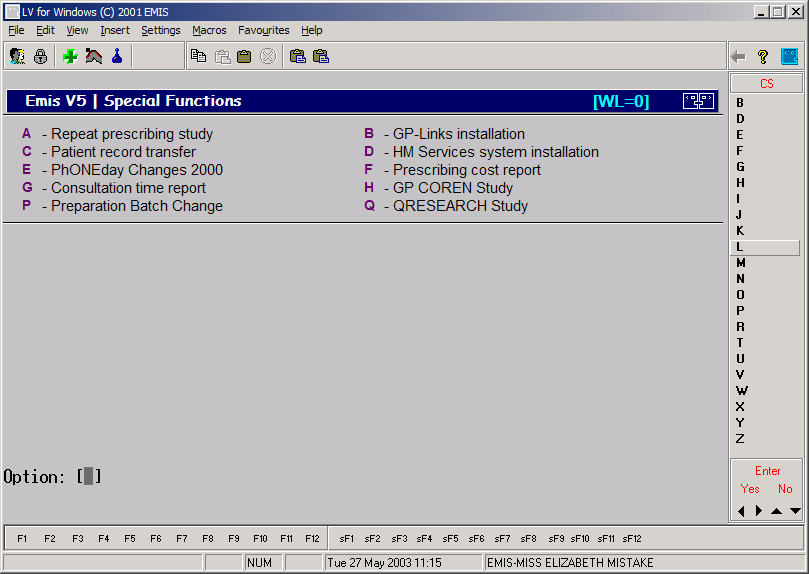 LV for Windows (C) 2001 EMIS
File Edit View Insert Settings Macros Favourites Help
Emis V5 | Special Functions [WL=0]
A - Repeat prescribing study B - GP-Links installation
C - Patient record transfer D - HM Services system installation
E - PhONEday Changes 2000 F - Prescribing cost report
G - Consultation time report H - GP COREN Study
P - Preparation Batch Change Q - QRESEARCH Study
Option: [ ]
CS
B
D
E
F
G
H
I
J
K
L
M
N
O
P
R
T
U
V
W
X
Y
Z
Enter
Yes No
F1 F2 F3 F4 F5 F6 F7 F8 F9 F10 F11 F12 sF1 sF2 sF3 sF4 sF5 sF6 sF7 sF8 sF9 sF10 sF11 sF12
NUM Tue 27 May 2003 11:15 EMIS-MISS ELIZABETH MISTAKE